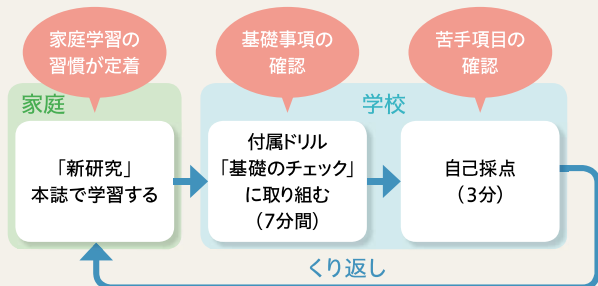 家庭学習の
習慣が定着
基礎事項の
確認
苦手項目の
確認
家庭
学校
「新研究」
本誌で学習する
付属ドリル
「基礎のチェック」
に取り組む
（7分間）
自己採点
（3分）
くり返し